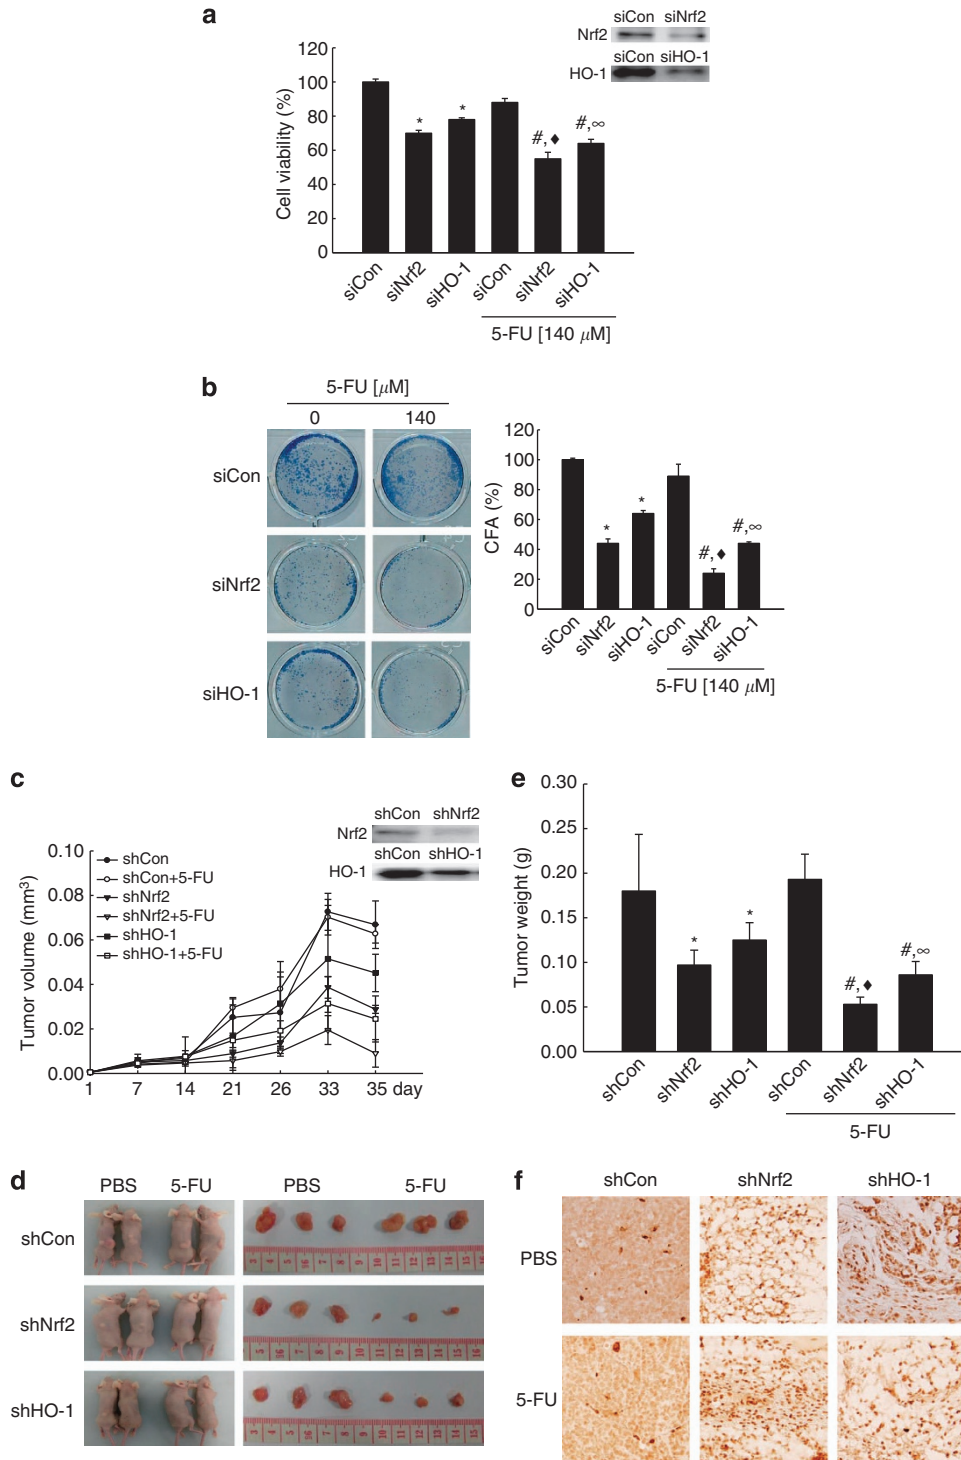 a
siCon siNrf2
Nrf2
siCon siHO-1
HO-1
120
100
80
60
40
20
0
Cell viability (%)
*
*
#,♦
#,∞
siCon
siNrf2
siHO-1
siCon
siNrf2
siHO-1
5-FU [140 μM]
b
5-FU [μM]
0 140
siCon
siNrf2
siHO-1
120
100
80
60
40
20
0
CFA (%)
*
*
#,♦
#,∞
siCon
siNrf2
siHO-1
siCon
siNrf2
siHO-1
5-FU [140 μM]
c
shCon shNrf2
Nrf2
shCon shHO-1
HO-1
shCon
shCon+5-FU
shNrf2
shNrf2+5-FU
shHO-1
shHO-1+5-FU
0.10
0.08
0.06
0.04
0.02
0.00
Tumor volume (mm³)
1 7 14 21 26 33 35 day
e
0.30
0.25
0.20
0.15
0.10
0.05
0.00
Tumor weight (g)
*
*
#,♦
#,∞
shCon
shNrf2
shHO-1
shCon
shNrf2
shHO-1
5-FU
d
PBS 5-FU PBS 5-FU
shCon
shNrf2
shHO-1
f
shCon shNrf2 shHO-1
PBS
5-FU